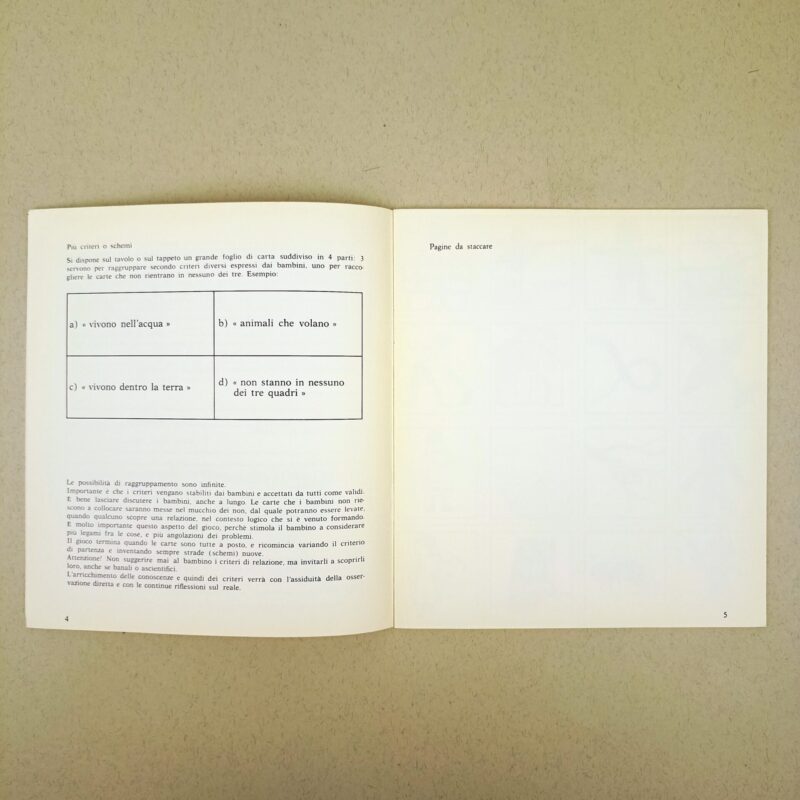 Più criteri o schemi
Si dispone sul tavolo o sul tappeto un grande foglio di carta suddiviso in 4 parti: 3
servono per raggruppare secondo criteri diversi espressi dai bambini, uno per racco-
gliere le carte che non rientrano in nessuno dei tre. Esempio:
a) « vivono nell'acqua »
b) « animali che volano »
c) « vivono dentro la terra »
d) « non stanno in nessuno
dei tre quadri »
Le possibilità di raggruppamento sono infinite.
Importante è che i criteri vengano stabiliti dai bambini e accettati da tutti come validi.
È bene lasciare discutere i bambini, anche a lungo. Le carte che i bambini non rie-
scono a collocare saranno messe nel mucchio dei non, dal quale potranno essere levate,
quando qualcuno scopre una relazione, nel contesto logico che si è venuto formando.
È molto importante questo aspetto del gioco, perchè stimola il bambino a considerare
più legami fra le cose, e più angolazioni dei problemi.
Il gioco termina quando le carte sono tutte a posto, e ricomincia variando il criterio
di partenza e inventando sempre strade (schemi) nuove.
Attenzione! Non suggerire mai al bambino i criteri di relazione, ma invitarli a scoprirli
loro, anche se banali o ascientifici.
L'arricchimento delle conoscenze e quindi dei criteri verrà con l'assiduità della osser-
vazione diretta e con le continue riflessioni sul reale.
4
Pagine da staccare
5